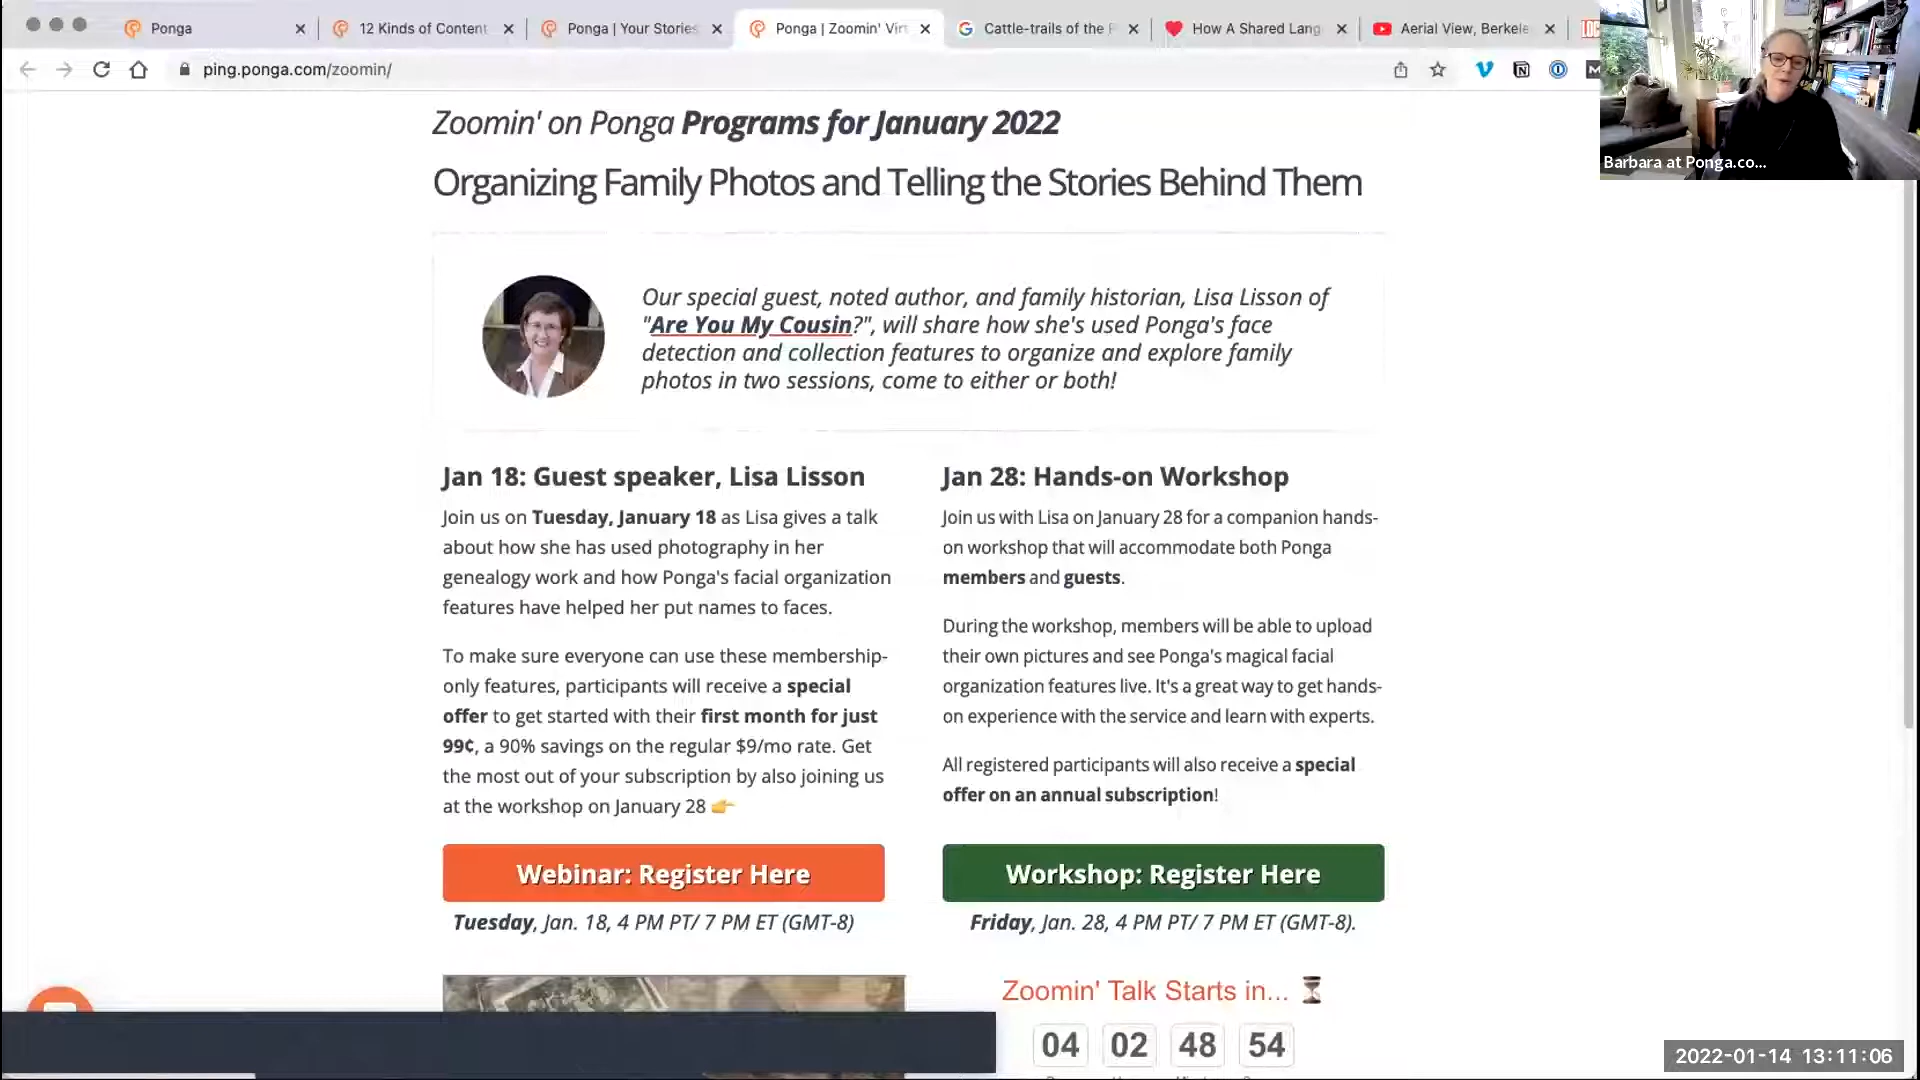 Ponga
12 Kinds of Content
Ponga | Your Stories
Ponga | Zoomin' Virt
Cattle-trails of the P
How A Shared Lang
Aerial View, Berkele
ping.ponga.com/zoomin/
Barbara at Ponga.co...
Zoomin' on Ponga Programs for January 2022
Organizing Family Photos and Telling the Stories Behind Them
Our special guest, noted author, and family historian, Lisa Lisson of
"Are You My Cousin?", will share how she's used Ponga's face
detection and collection features to organize and explore family
photos in two sessions, come to either or both!
Jan 18: Guest speaker, Lisa Lisson
Join us on Tuesday, January 18 as Lisa gives a talk
about how she has used photography in her
genealogy work and how Ponga's facial organization
features have helped her put names to faces.
To make sure everyone can use these membership-
only features, participants will receive a special
offer to get started with their first month for just
99¢, a 90% savings on the regular $9/mo rate. Get
the most out of your subscription by also joining us
at the workshop on January 28 👉
Webinar: Register Here
Tuesday, Jan. 18, 4 PM PT/ 7 PM ET (GMT-8)
Jan 28: Hands-on Workshop
Join us with Lisa on January 28 for a companion hands-
on workshop that will accommodate both Ponga
members and guests.
During the workshop, members will be able to upload
their own pictures and see Ponga's magical facial
organization features live. It's a great way to get hands-
on experience with the service and learn with experts.
All registered participants will also receive a special
offer on an annual subscription!
Workshop: Register Here
Friday, Jan. 28, 4 PM PT/ 7 PM ET (GMT-8).
Zoomin' Talk Starts in... ⏳
04 02 48 54
2022-01-14 13:11:06